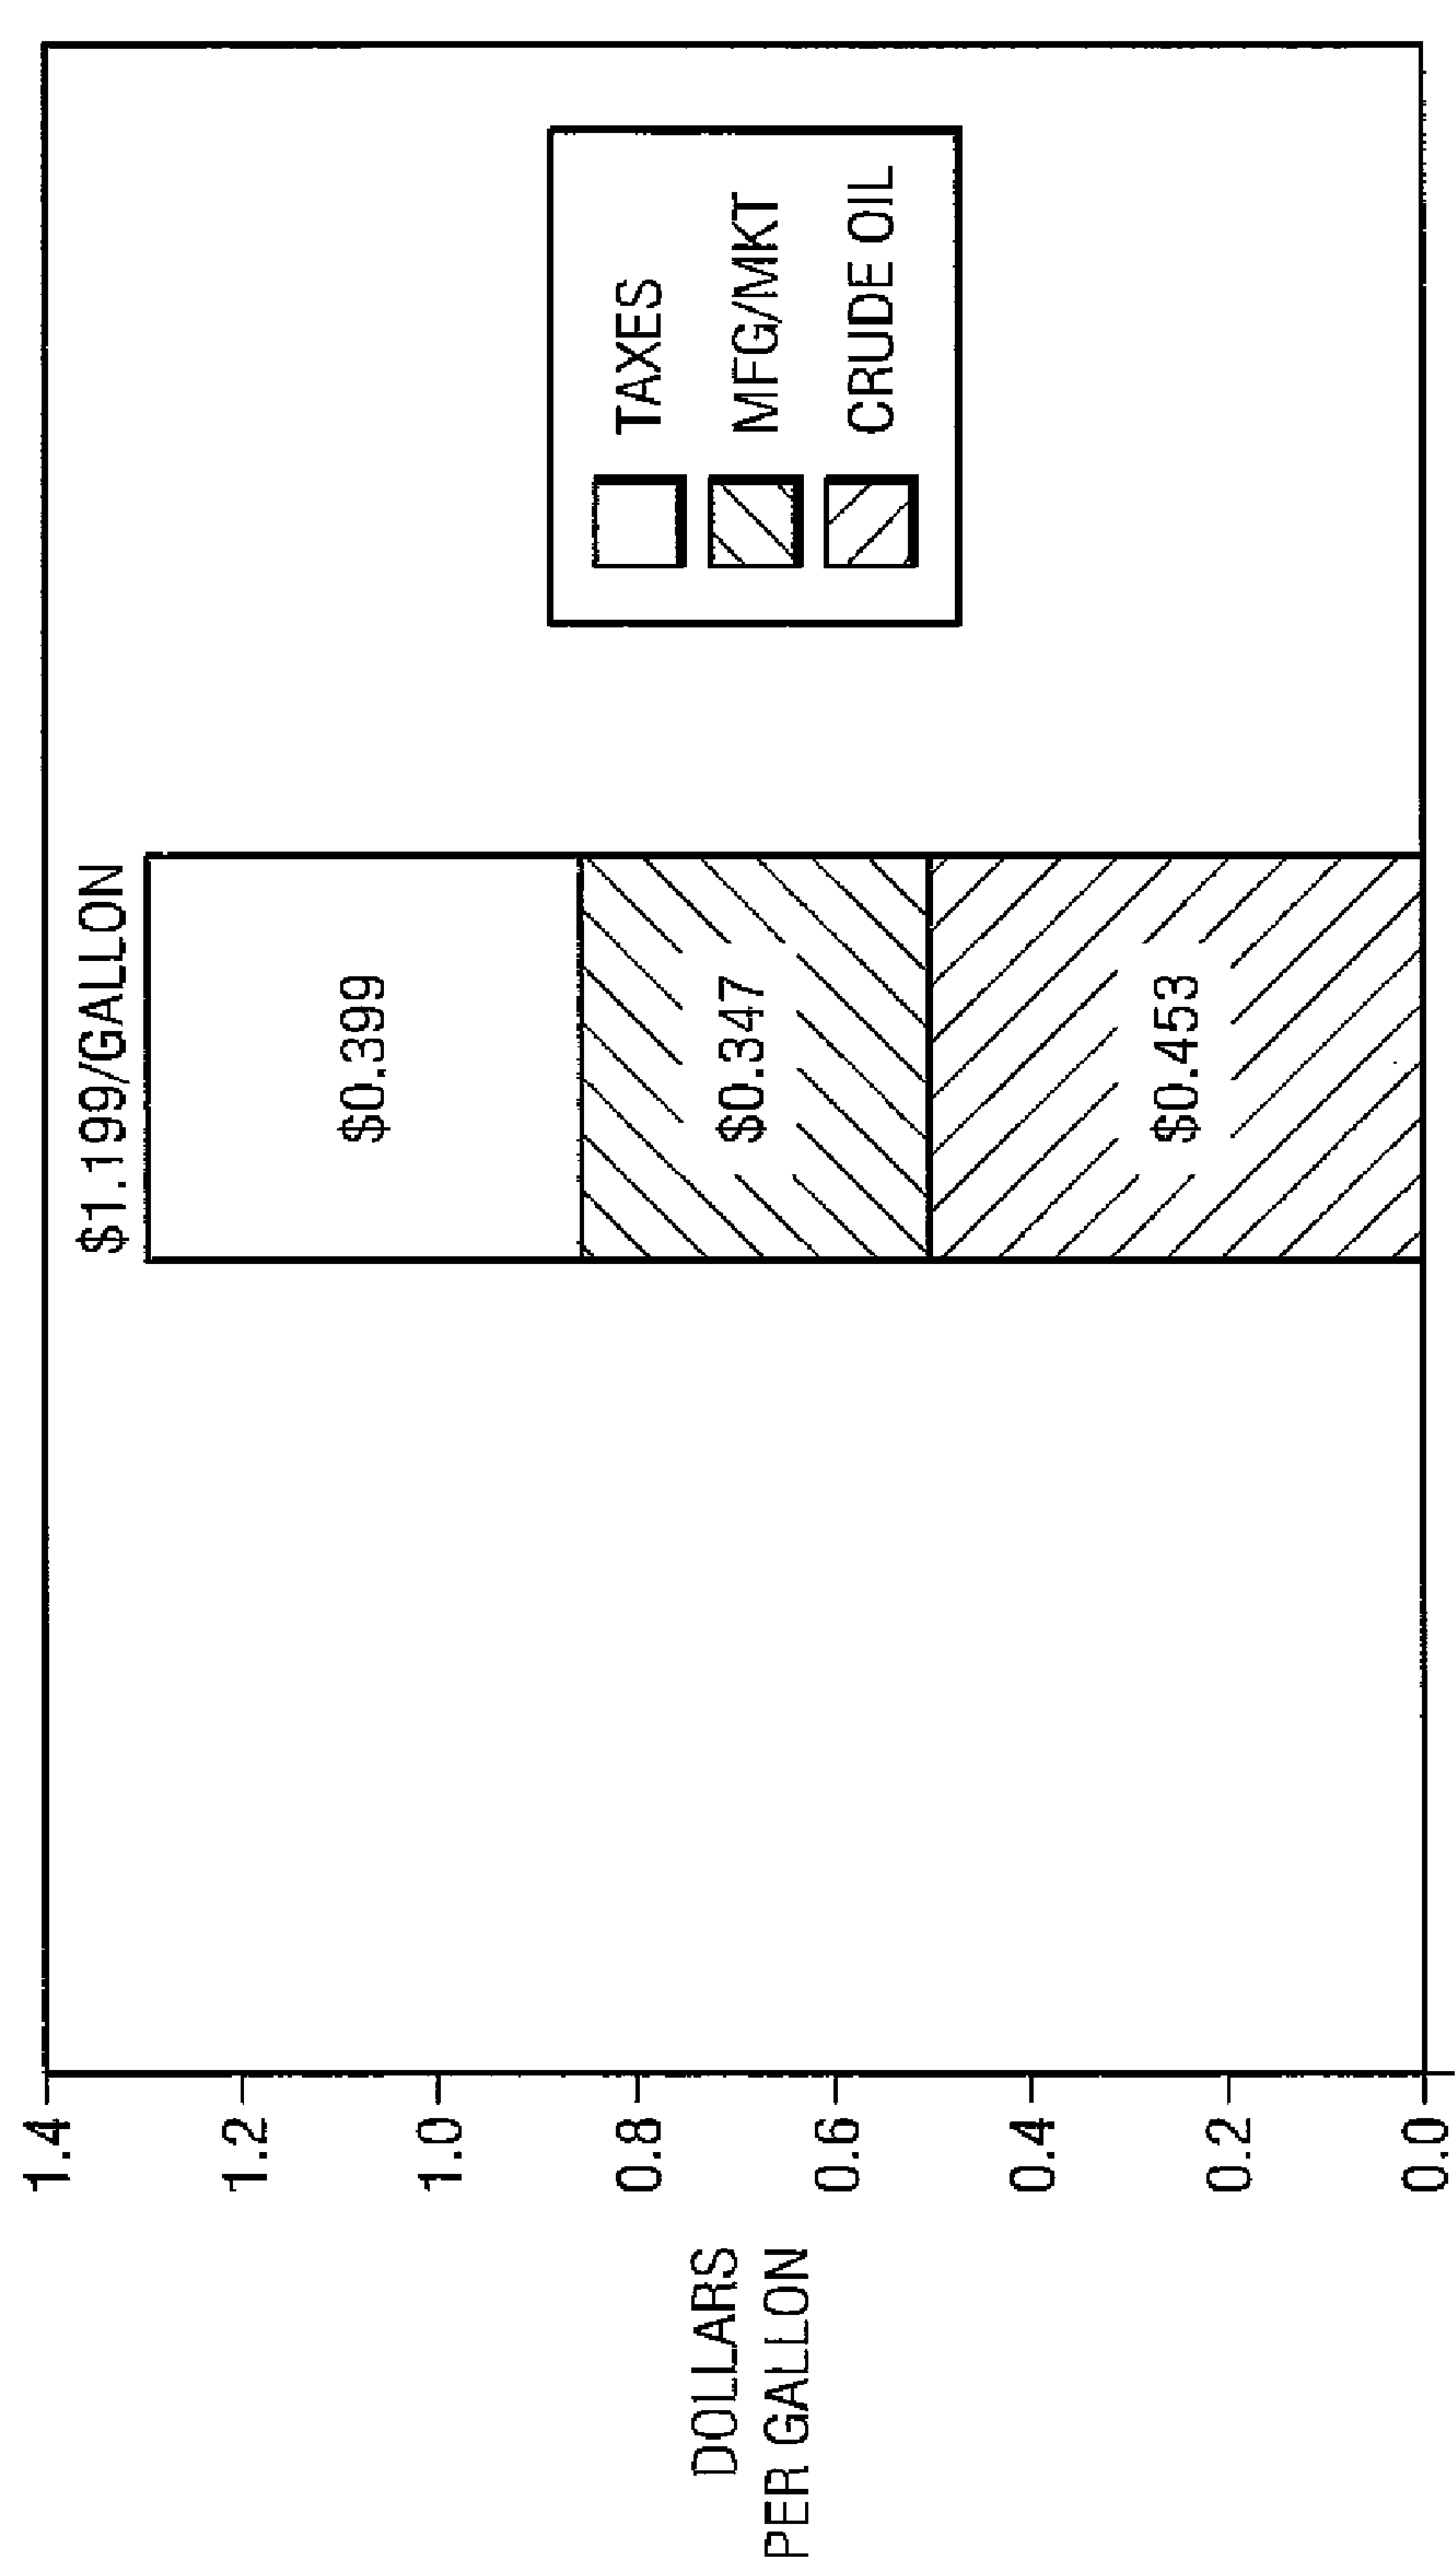 $1.199/GALLON
1.4
1.2
1.0
0.8
0.6
0.4
0.2
0.0
DOLLARS
PER GALLON
$0.399
$0.347
$0.453
TAXES
MFG/MKT
CRUDE OIL